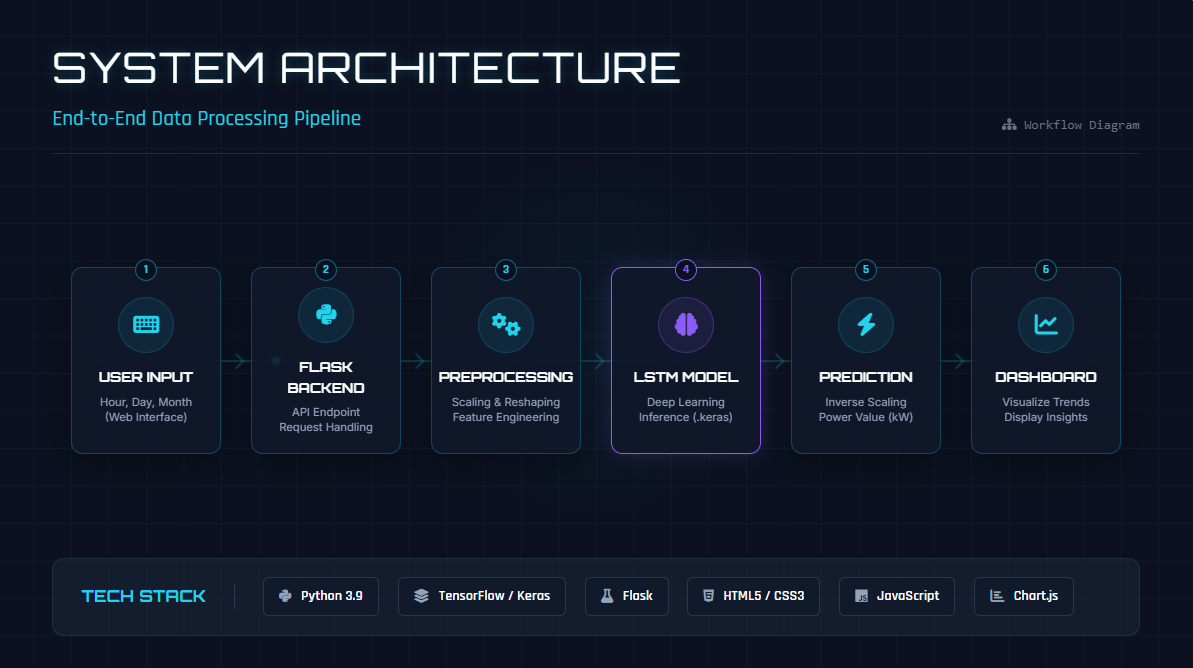 SYSTEM ARCHITECTURE
End-to-End Data Processing Pipeline
Workflow Diagram
1
USER INPUT
Hour, Day, Month
(Web Interface)
2
FLASK
BACKEND
API Endpoint
Request Handling
3
PREPROCESSING
Scaling & Reshaping
Feature Engineering
4
LSTM MODEL
Deep Learning
Inference (.keras)
5
PREDICTION
Inverse Scaling
Power Value (kW)
6
DASHBOARD
Visualize Trends
Display Insights
TECH STACK
Python 3.9
TensorFlow / Keras
Flask
HTML5 / CSS3
JavaScript
Chart.js